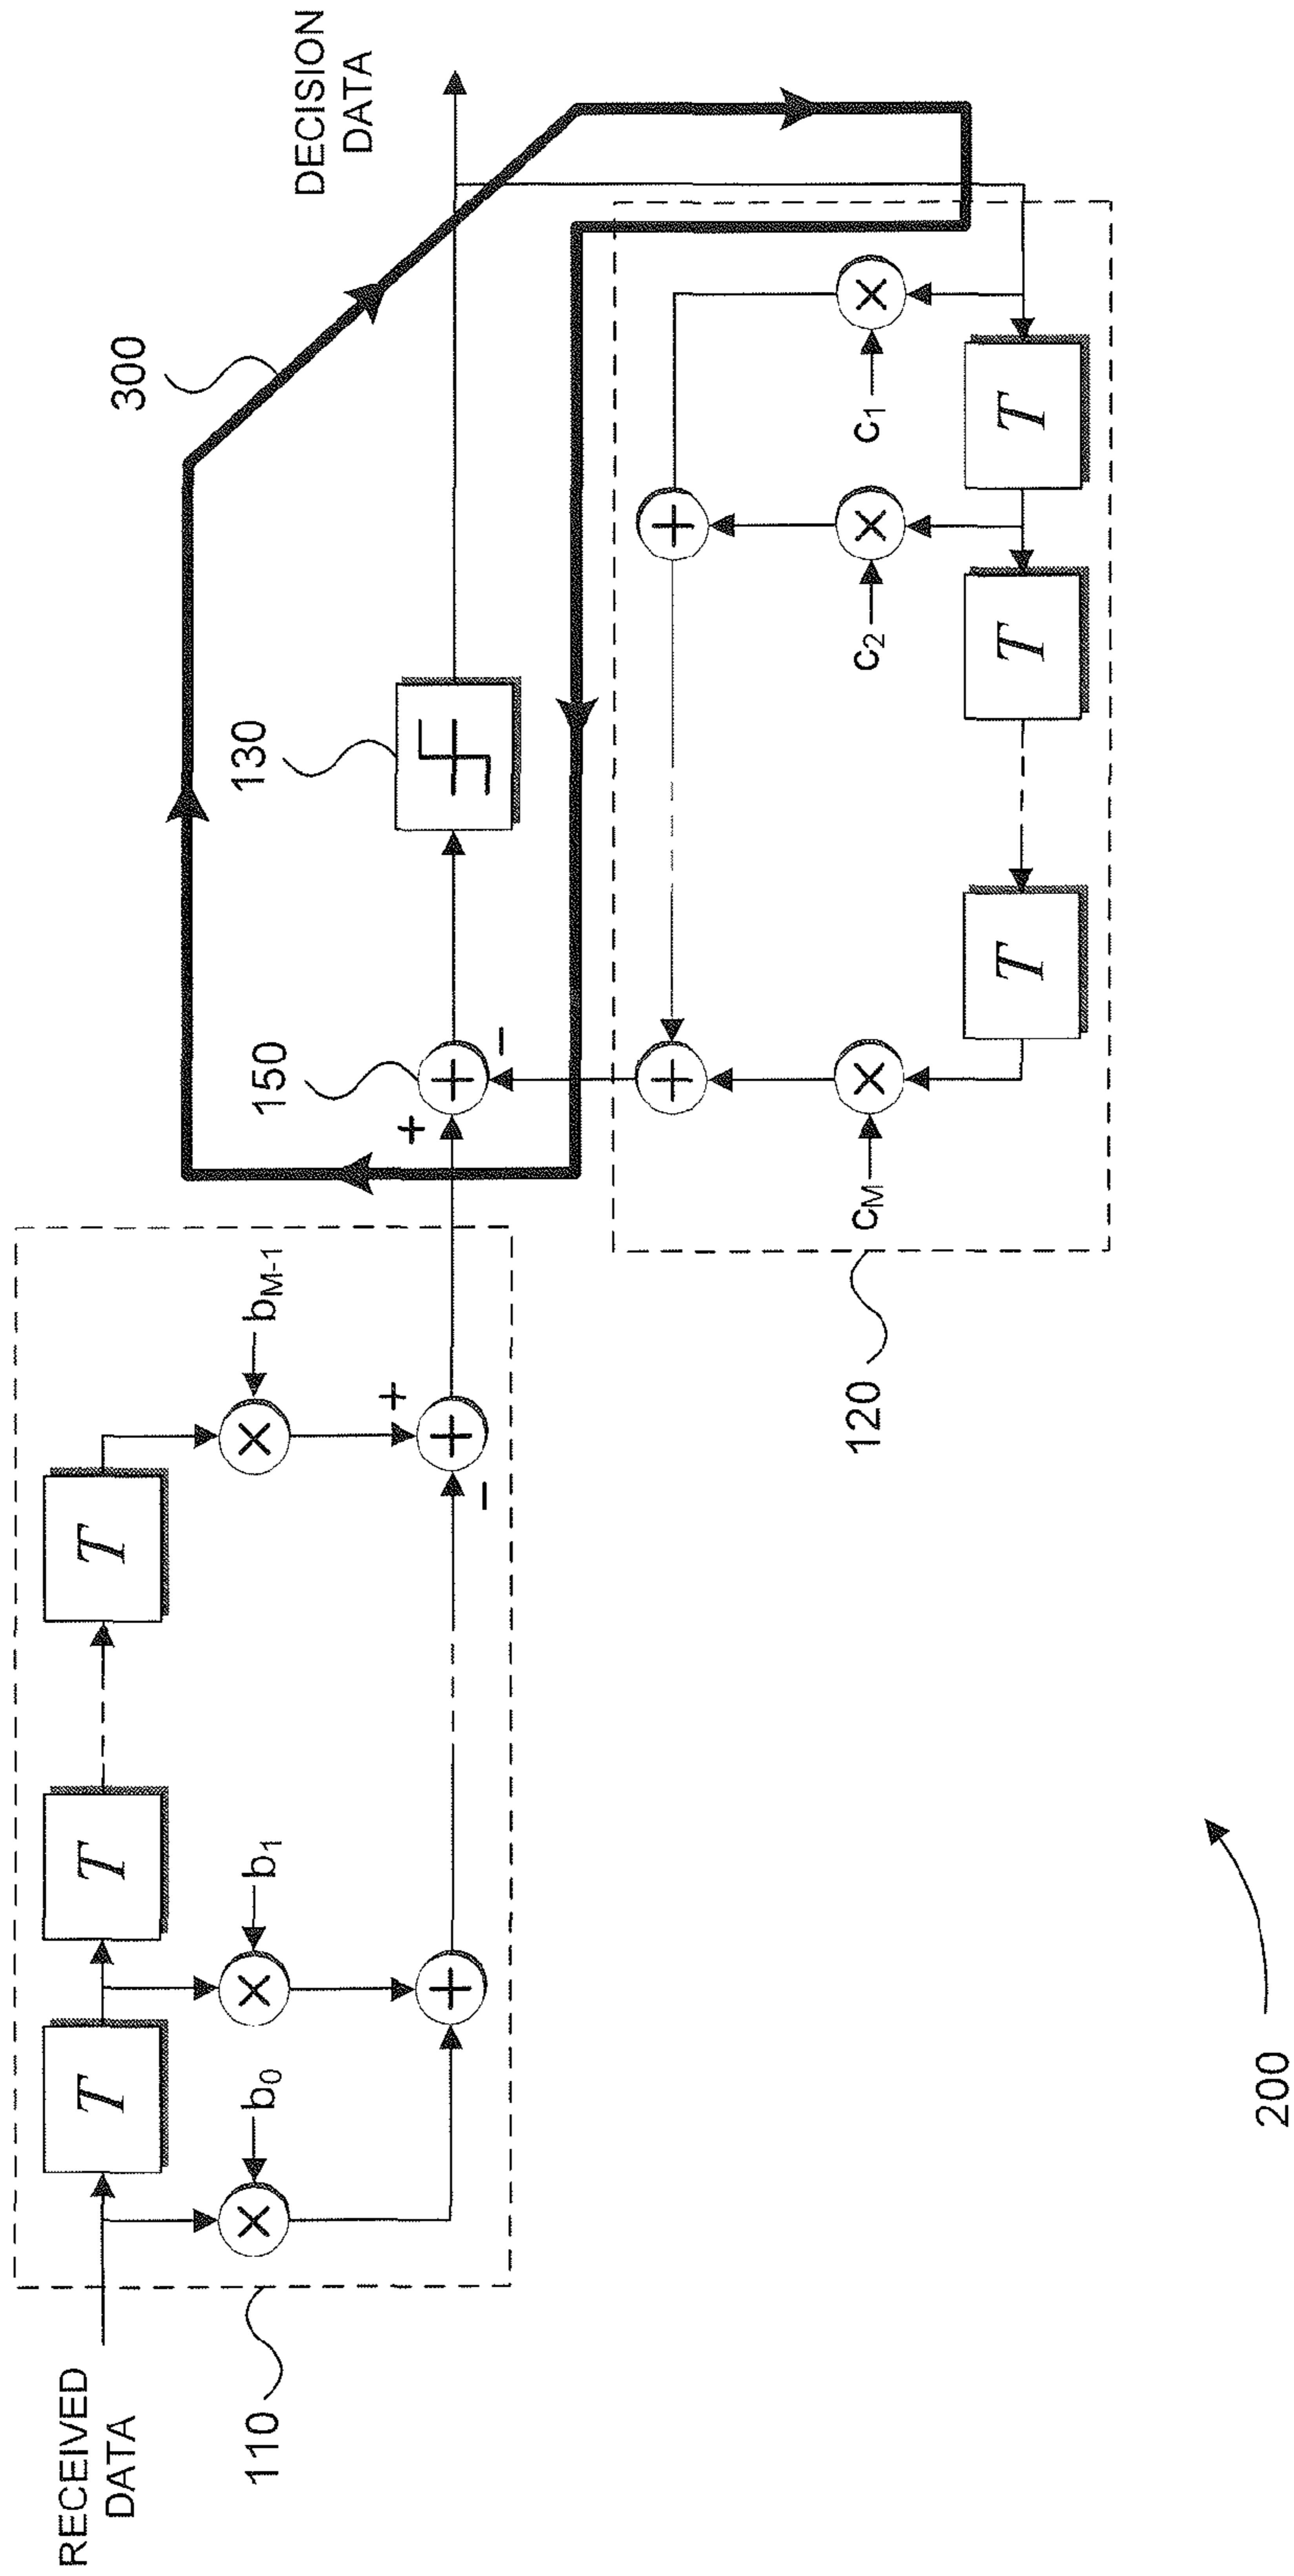 RECEIVED
DATA
T
T
T
b0
b1
bM-1
+
−
110
150
+
−
130
300
DECISION
DATA
cM
c2
c1
T
T
T
120
200